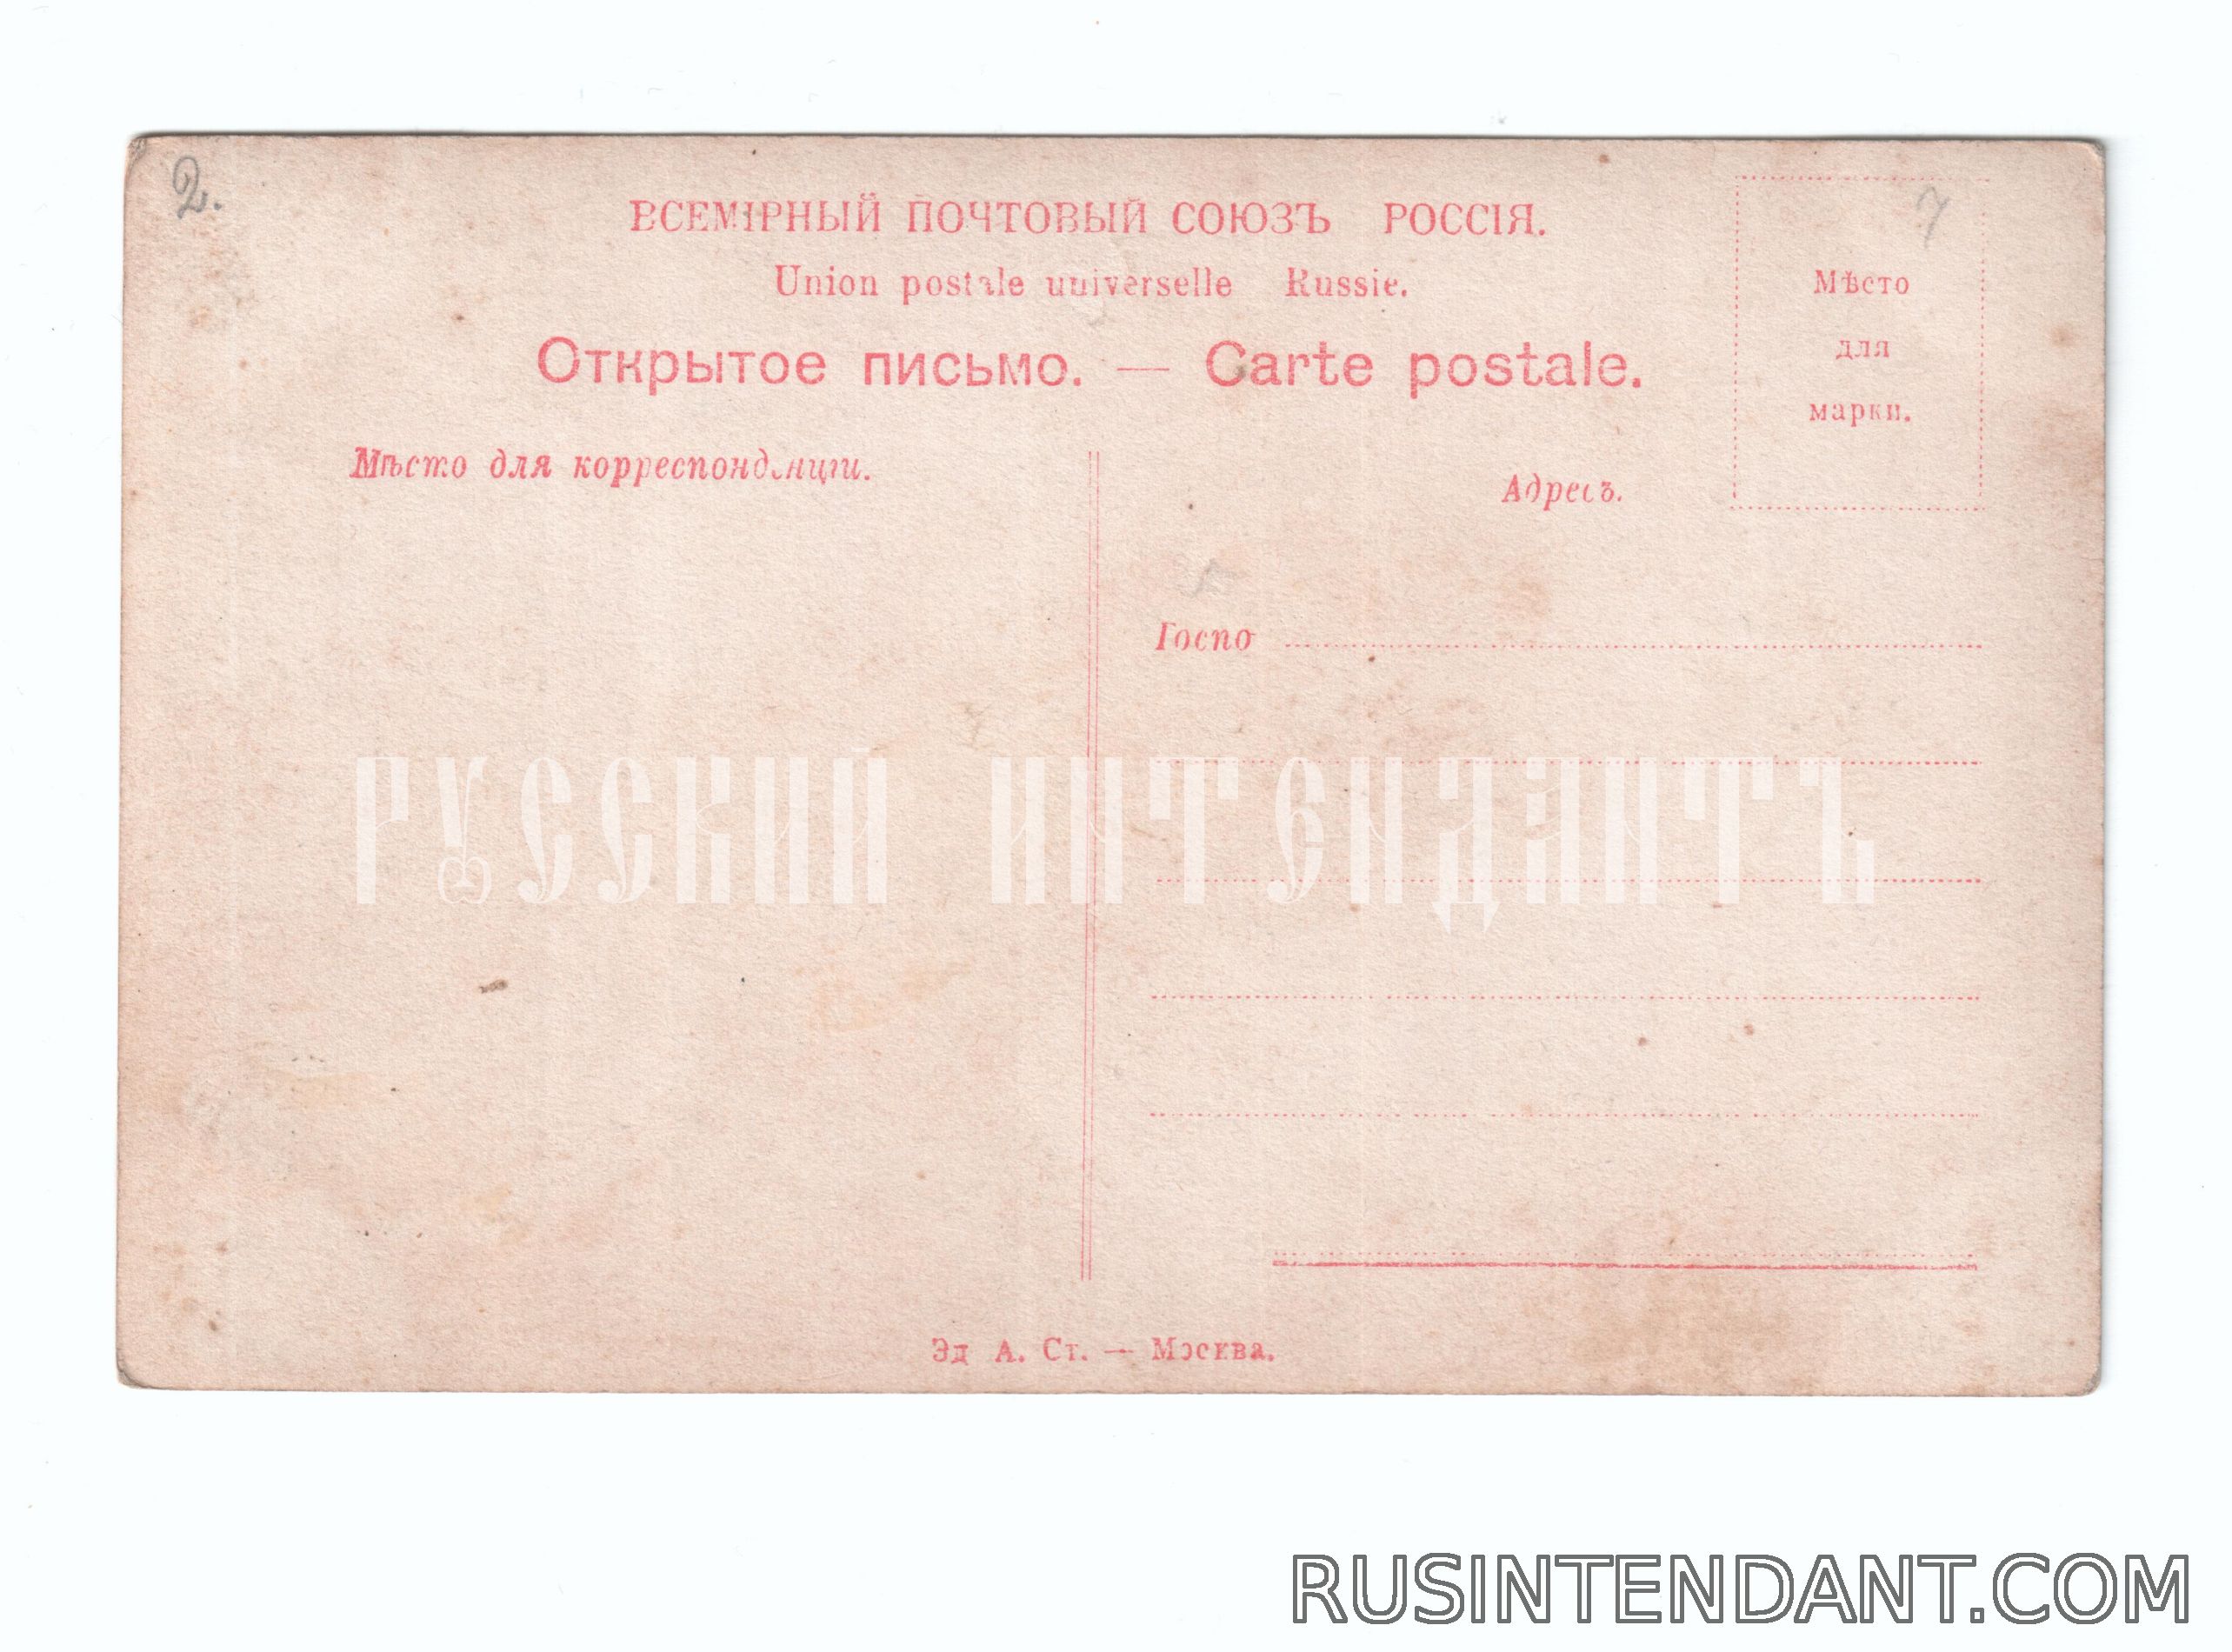 2.
7
ВСЕМІРНЫЙ ПОЧТОВЫЙ СОЮЗЪ РОССІЯ.
Union postale universelle Russie.
Открытое письмо. — Carte postale.
Мѣсто
для
марки.
Мѣсто для корреспонденціи.
Адресъ.
Госпо
РУССКИЙ ИНТЕНДАНТЪ
Эд А. Ст. — Москва.
RUSINTENDANT.COM